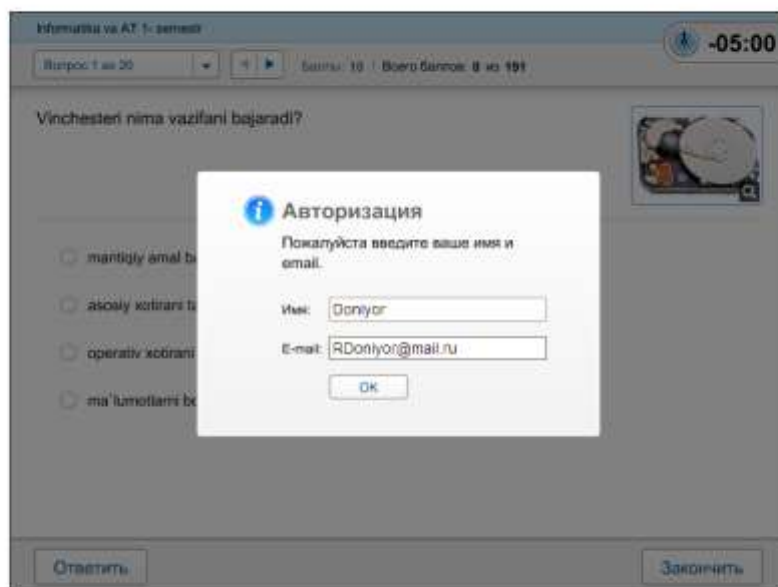 Informatika va AT 1- semestr
-05:00
Вопрос 1 из 20
Баллы: 10 | Всего баллов: 0 из 191
Vinchesteri nima vazifani bajaradi?
Авторизация
Пожалуйста введите ваше имя и
email.
Имя: Doniyor
E-mail: RDoniyor@mail.ru
OK
mantiqiy amal
asosiy xotirani
operativ xotirani
ma'lumotlarni
Ответить
Закончить